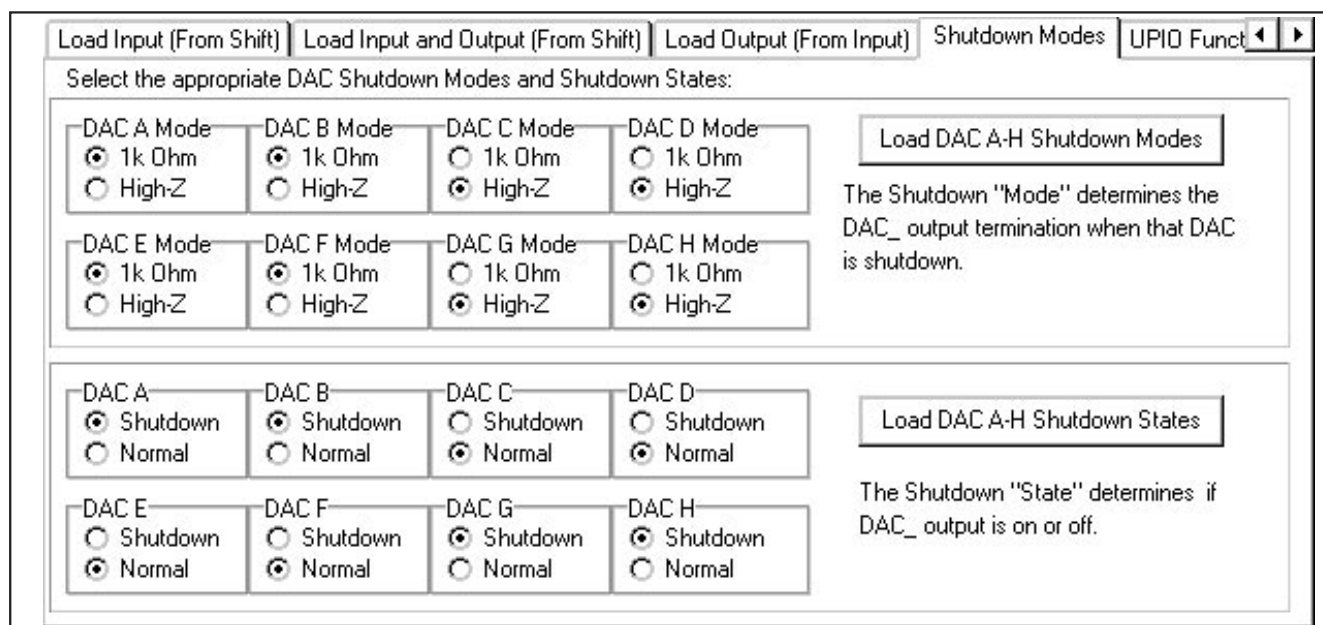 Load Input (From Shift) Load Input and Output (From Shift) Load Output (From Input) Shutdown Modes UPIO Funct
Select the appropriate DAC Shutdown Modes and Shutdown States:
DAC A Mode DAC B Mode DAC C Mode DAC D Mode
1k Ohm 1k Ohm 1k Ohm 1k Ohm
High-Z High-Z High-Z High-Z
DAC E Mode DAC F Mode DAC G Mode DAC H Mode
1k Ohm 1k Ohm 1k Ohm 1k Ohm
High-Z High-Z High-Z High-Z
Load DAC A-H Shutdown Modes
The Shutdown "Mode" determines the
DAC_ output termination when that DAC
is shutdown.
DAC A DAC B DAC C DAC D
Shutdown Shutdown Shutdown Shutdown
Normal Normal Normal Normal
DAC E DAC F DAC G DAC H
Shutdown Shutdown Shutdown Shutdown
Normal Normal Normal Normal
Load DAC A-H Shutdown States
The Shutdown "State" determines if
DAC_ output is on or off.